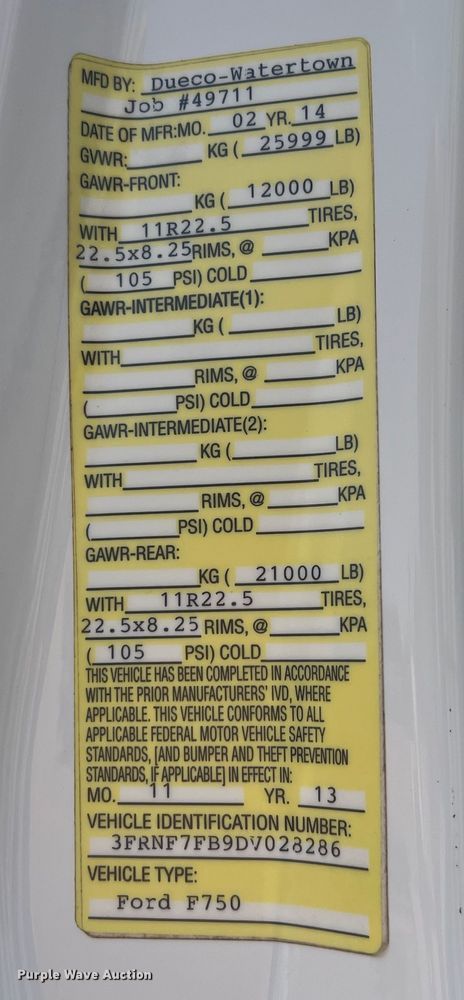 MFD BY: Dueco-Watertown
Job #49711
DATE OF MFR:MO. 02 YR. 14
GVWR: KG ( 25999 LB)
GAWR-FRONT:
KG ( 12000 LB)
WITH 11R22.5 TIRES,
22.5x8.25 RIMS, @ KPA
( 105 PSI) COLD
GAWR-INTERMEDIATE(1):
KG ( LB)
WITH TIRES,
RIMS, @ KPA
( PSI) COLD
GAWR-INTERMEDIATE(2):
KG ( LB)
WITH TIRES,
RIMS, @ KPA
( PSI) COLD
GAWR-REAR:
KG ( 21000 LB)
WITH 11R22.5 TIRES,
22.5x8.25 RIMS, @ KPA
( 105 PSI) COLD
THIS VEHICLE HAS BEEN COMPLETED IN ACCORDANCE
WITH THE PRIOR MANUFACTURERS' IVD, WHERE
APPLICABLE. THIS VEHICLE CONFORMS TO ALL
APPLICABLE FEDERAL MOTOR VEHICLE SAFETY
STANDARDS, [AND BUMPER AND THEFT PREVENTION
STANDARDS, IF APPLICABLE] IN EFFECT IN:
MO. 11 YR. 13
VEHICLE IDENTIFICATION NUMBER:
3FRNF7FB9DV028286
VEHICLE TYPE:
Ford F750
Purple Wave Auction